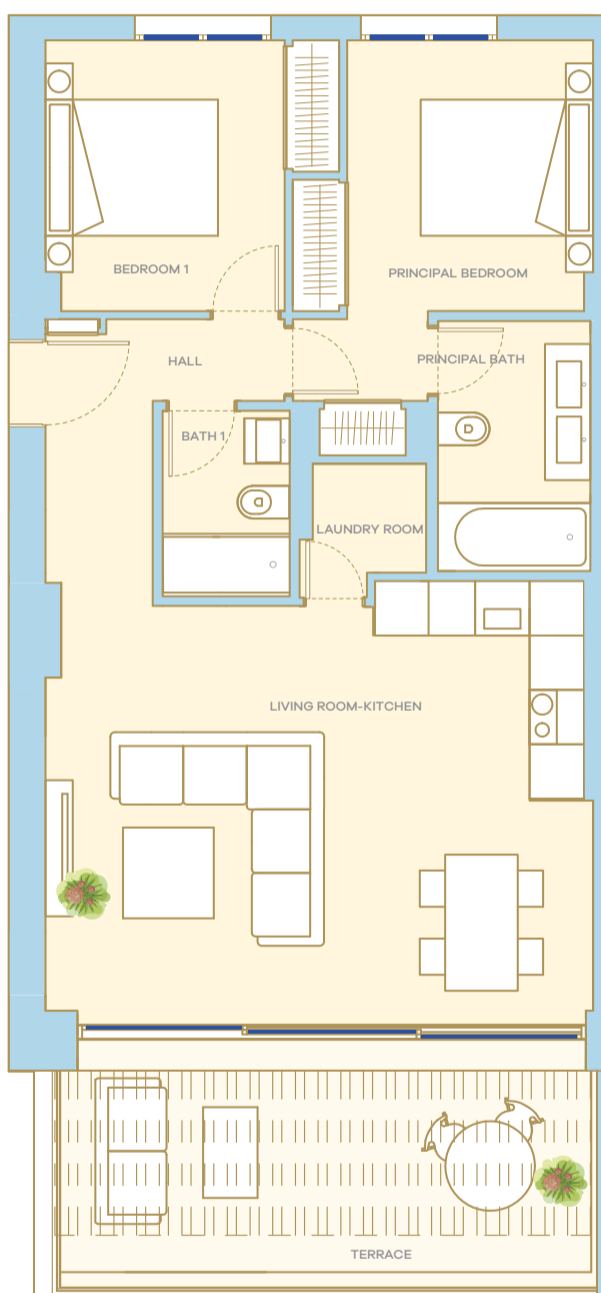 BEDROOM 1
PRINCIPAL BEDROOM
HALL
PRINCIPAL BATH
BATH 1
LAUNDRY ROOM
LIVING ROOM-KITCHEN
TERRACE